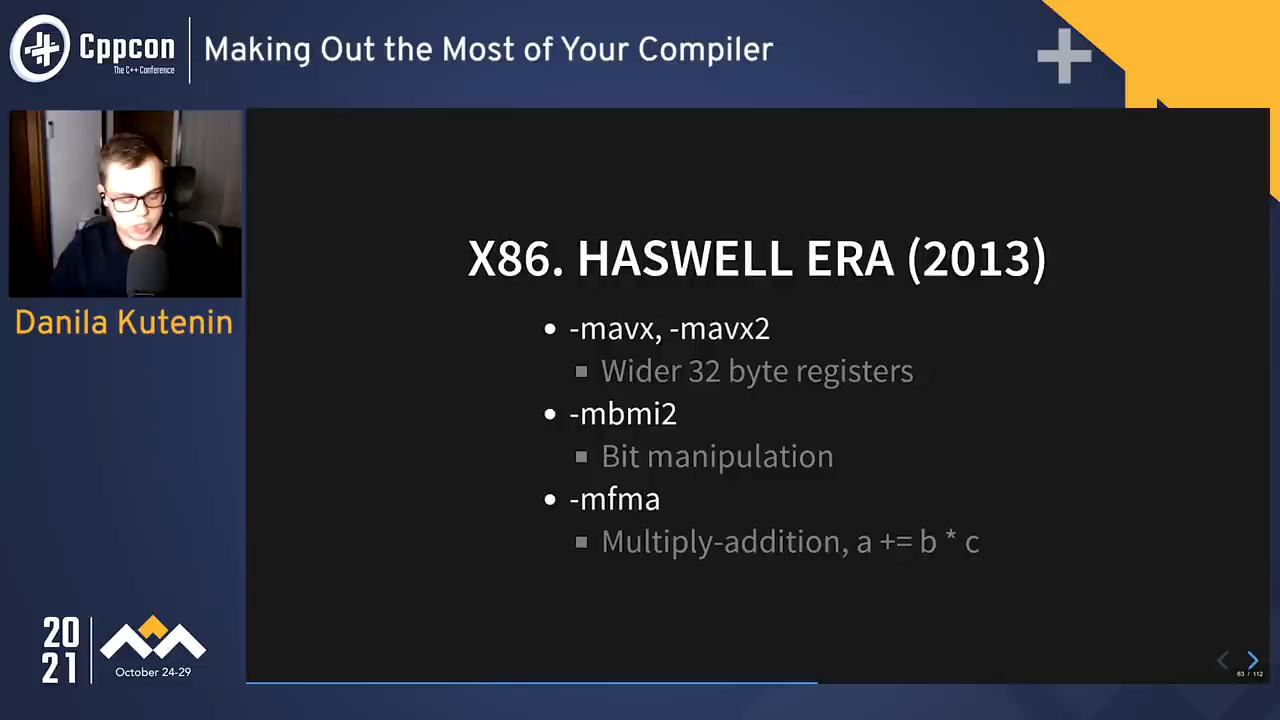 Cppcon
The C++ Conference
Making Out the Most of Your Compiler
Danila Kutenin
X86. HASWELL ERA (2013)
-mavx, -mavx2
Wider 32 byte registers
-mbmi2
Bit manipulation
-mfma
Multiply-addition, a += b * c
20
21
October 24-29
63 / 112